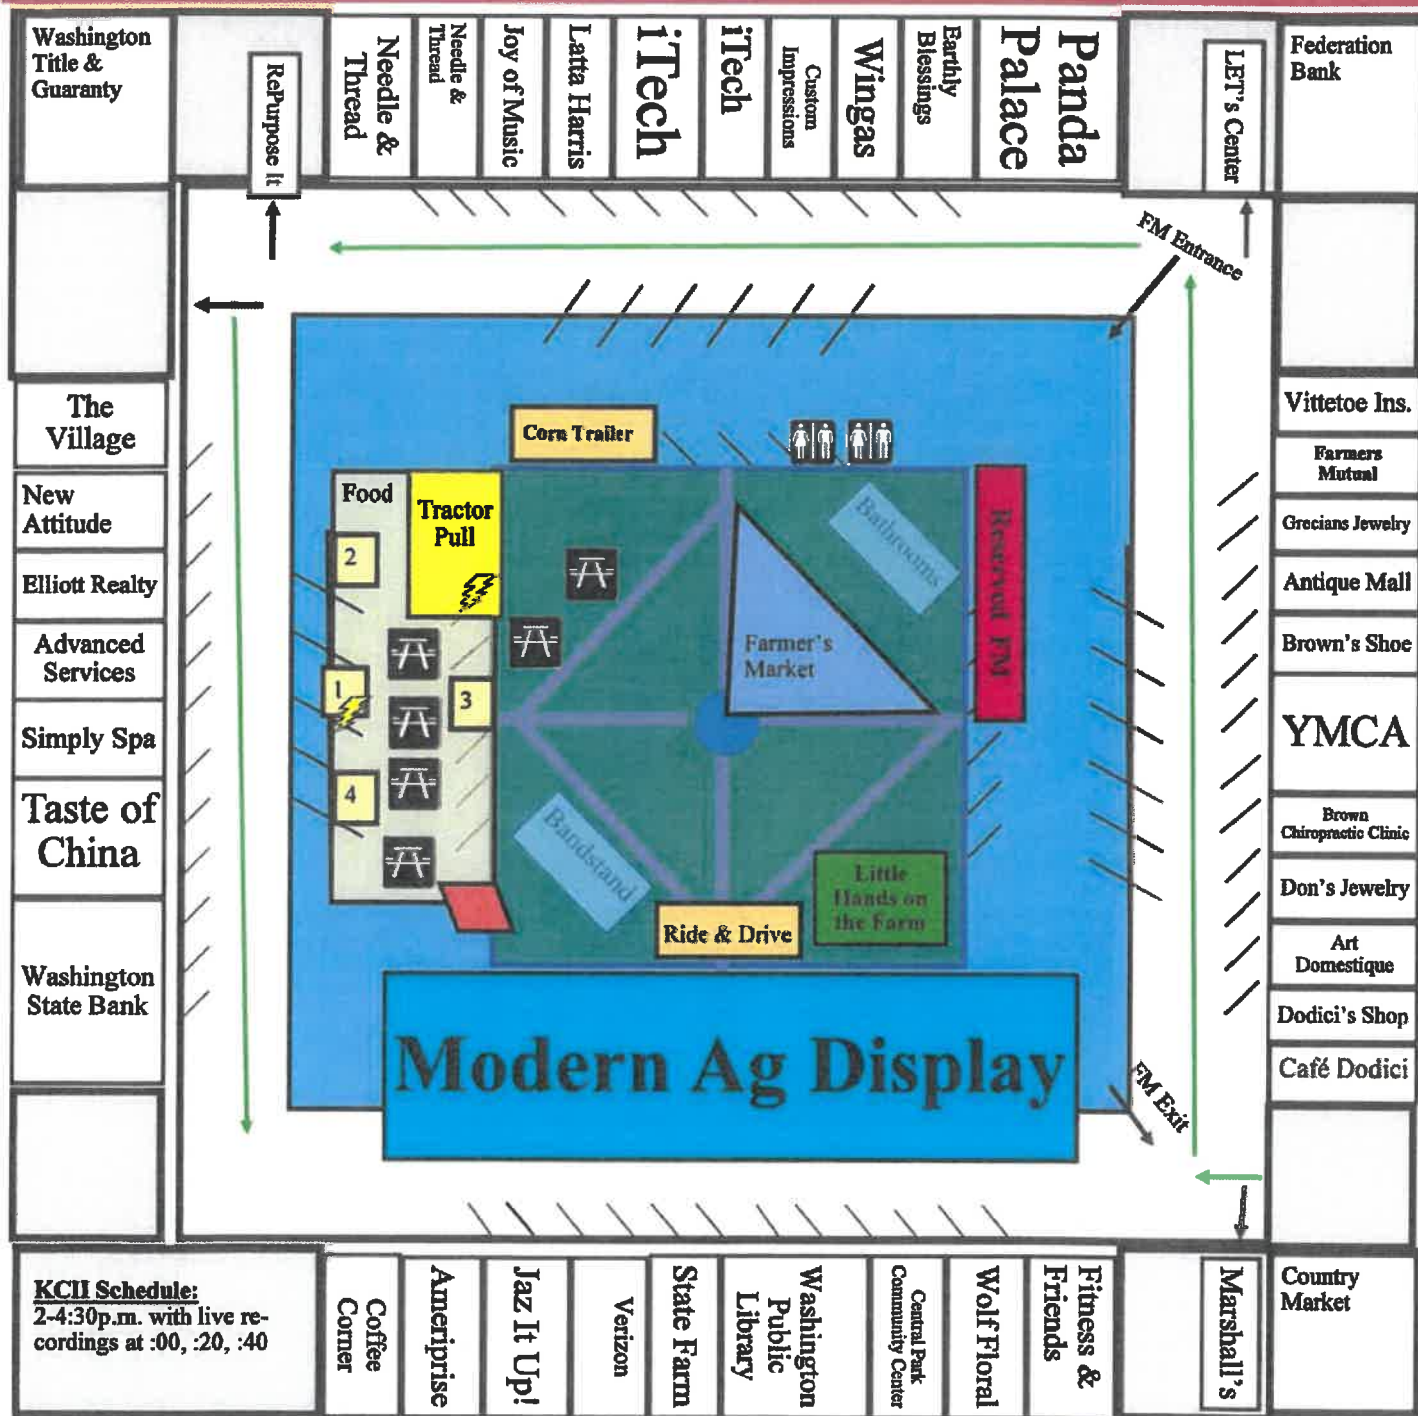 Washington
Title &
Guaranty
RePurpose It
Needle &
Thread
Needle &
Thread
Joy of Music
Latta Harris
iTech
iTech
Custom
Impressions
Wingas
Earthly
Blessings
Panda
Palace
LET's Center
Federation
Bank
FM Entrance
The
Village
New
Attitude
Elliott Realty
Advanced
Services
Simply Spa
Taste of
China
Washington
State Bank
Corn Trailer
Food
Tractor
Pull
2
1
3
4
Bathrooms
Reserved FM
Farmer's
Market
Bandstand
Ride & Drive
Little
Hands on
the Farm
Modern Ag Display
FM Exit
Vittetoe Ins.
Farmers
Mutual
Grecians Jewelry
Antique Mall
Brown's Shoe
YMCA
Brown
Chiropractic Clinic
Don's Jewelry
Art
Domestique
Dodici's Shop
Café Dodici
KCII Schedule:
2-4:30p.m. with live re-
cordings at :00, :20, :40
Coffee
Corner
Ameriprise
Jaz It Up!
Verizon
State Farm
Washington
Public
Library
Central Park
Community Center
Wolf Floral
Fitness &
Friends
Marshall's
Country
Market